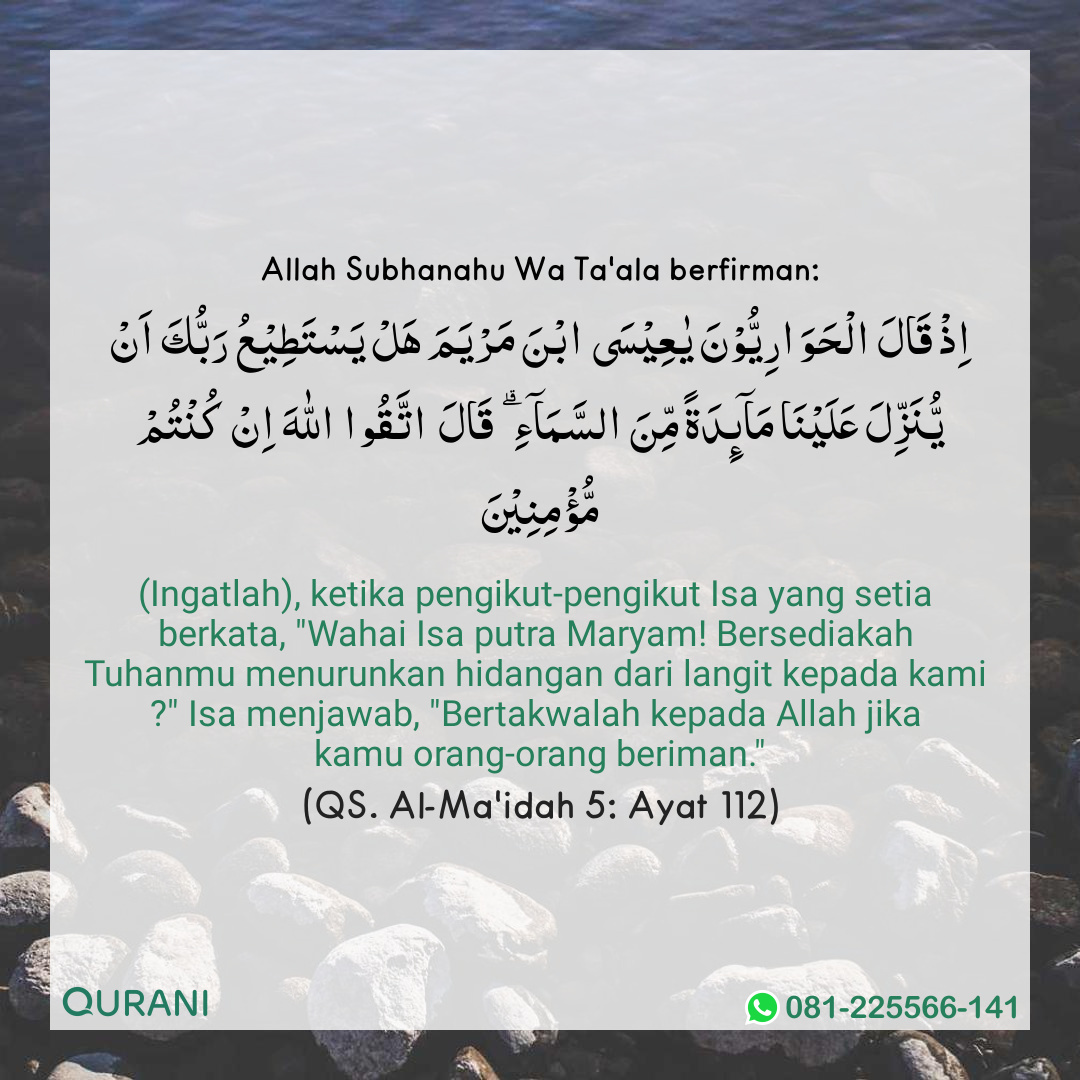 Allah Subhanahu Wa Ta'ala berfirman:
اِذْ قَالَ الْحَوَارِيُّوْنَ يٰعِيْسَى ابْنَ مَرْيَمَ هَلْ يَسْتَطِيْعُ رَبُّكَ اَنْ
يُّنَزِّلَ عَلَيْنَا مَآىِٕدَةً مِّنَ السَّمَآءِ ۗ قَالَ اتَّقُوا اللّٰهَ اِنْ كُنْتُمْ
مُّؤْمِنِيْنَ
(Ingatlah), ketika pengikut-pengikut Isa yang setia
berkata, "Wahai Isa putra Maryam! Bersediakah
Tuhanmu menurunkan hidangan dari langit kepada kami
?" Isa menjawab, "Bertakwalah kepada Allah jika
kamu orang-orang beriman."
(QS. Al-Ma'idah 5: Ayat 112)
QURANI
081-225566-141